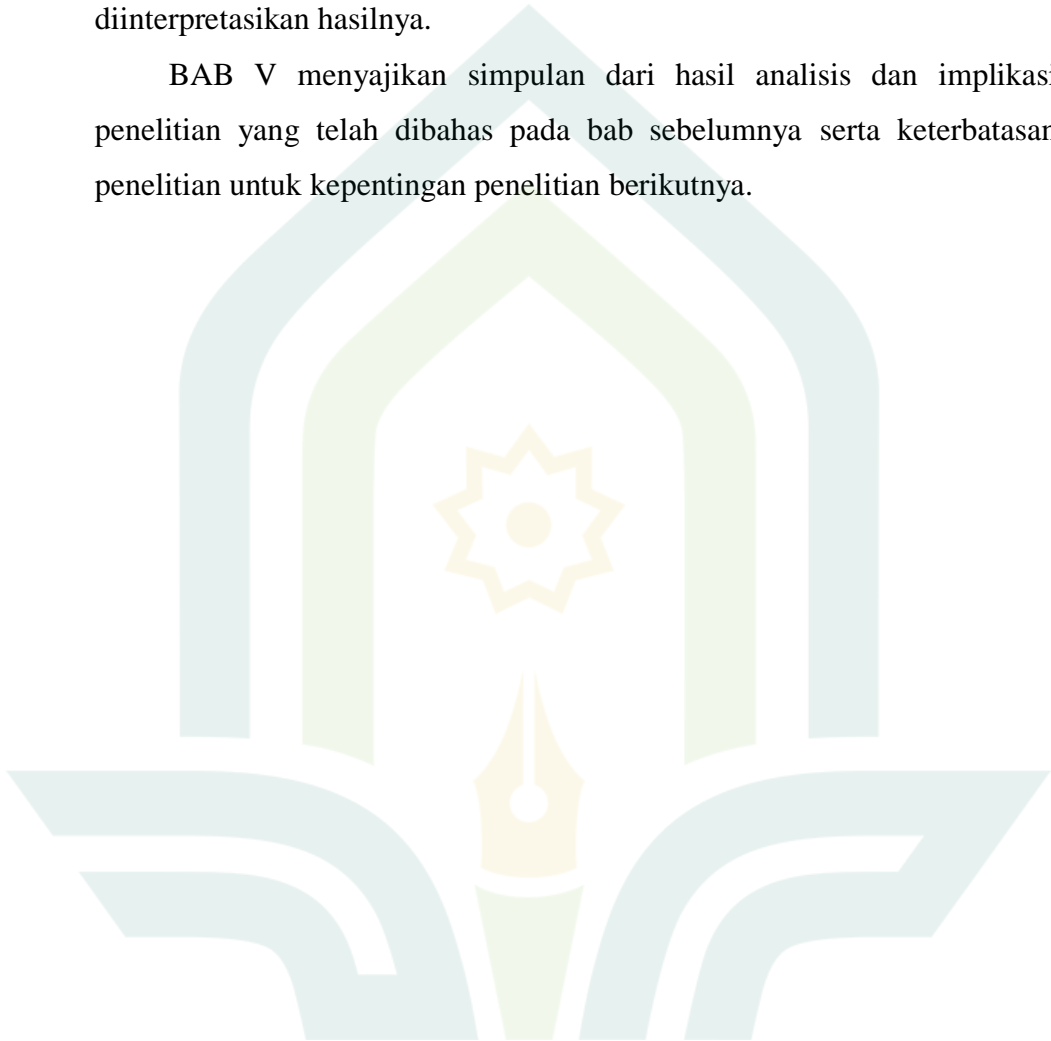 diinterpretasikan hasilnya.
BAB V menyajikan simpulan dari hasil analisis dan implikasi
penelitian yang telah dibahas pada bab sebelumnya serta keterbatasan
penelitian untuk kepentingan penelitian berikutnya.